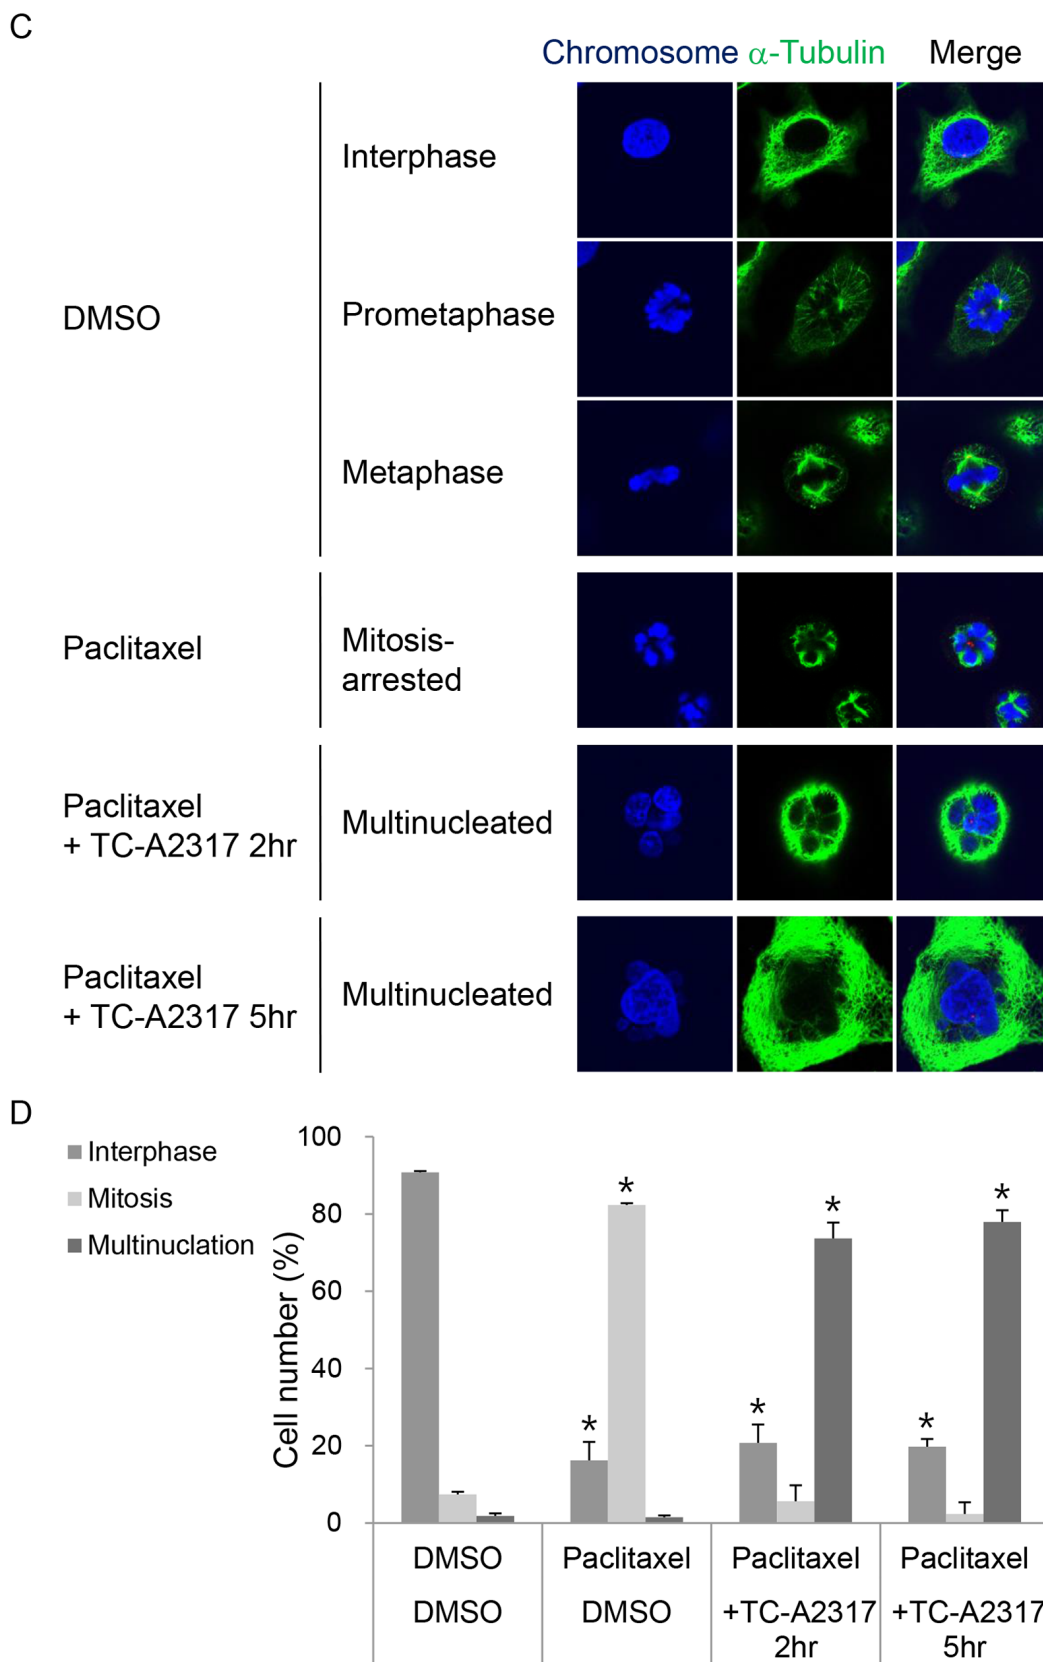 C
Chromosome α-Tubulin Merge
Interphase
DMSO
Prometaphase
Metaphase
Paclitaxel
Mitosis-
arrested
Paclitaxel
+ TC-A2317 2hr
Multinucleated
Paclitaxel
+ TC-A2317 5hr
Multinucleated
D
Interphase
Mitosis
Multinuclation
Cell number (%)
100
80
60
40
20
0
*
*
*
*
*
*
DMSO Paclitaxel Paclitaxel Paclitaxel
DMSO DMSO +TC-A2317 +TC-A2317
2hr 5hr